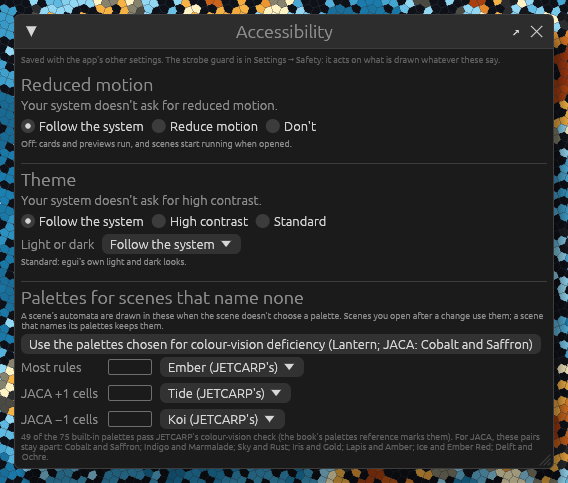 Accessibility
Saved with the app's other settings. The strobe guard is in Settings → Safety: it acts on what is drawn whatever these say.
Reduced motion
Your system doesn't ask for reduced motion.
Follow the system Reduce motion Don't
Off: cards and previews run, and scenes start running when opened.
Theme
Your system doesn't ask for high contrast.
Follow the system High contrast Standard
Light or dark Follow the system
Standard: egui's own light and dark looks.
Palettes for scenes that name none
A scene's automata are drawn in these when the scene doesn't choose a palette. Scenes you open after a change use them; a scene
that names its palettes keeps them.
Use the palettes chosen for colour-vision deficiency (Lantern; JACA: Cobalt and Saffron)
Most rules Ember (JETCARP's)
JACA +1 cells Tide (JETCARP's)
JACA −1 cells Koi (JETCARP's)
49 of the 75 built-in palettes pass JETCARP's colour-vision check (the book's palettes reference marks them). For JACA, these pairs
stay apart: Cobalt and Saffron; Indigo and Marmalade; Sky and Rust; Iris and Gold; Lapis and Amber; Ice and Ember Red; Delft and
Ochre.